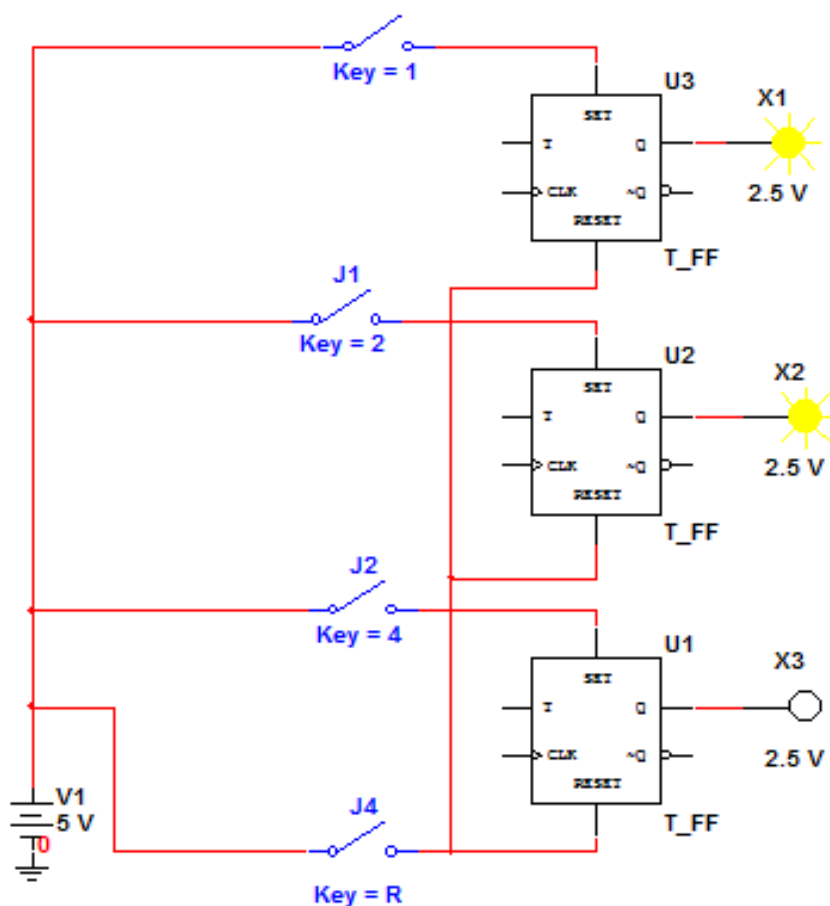 Key = 1
U3
X1
SET
T
Q
CLK
~Q
RESET
2.5 V
T_FF
J1
Key = 2
U2
X2
SET
T
Q
CLK
~Q
RESET
2.5 V
T_FF
J2
Key = 4
U1
X3
SET
T
Q
CLK
~Q
RESET
2.5 V
T_FF
V1
5 V
0
J4
Key = R